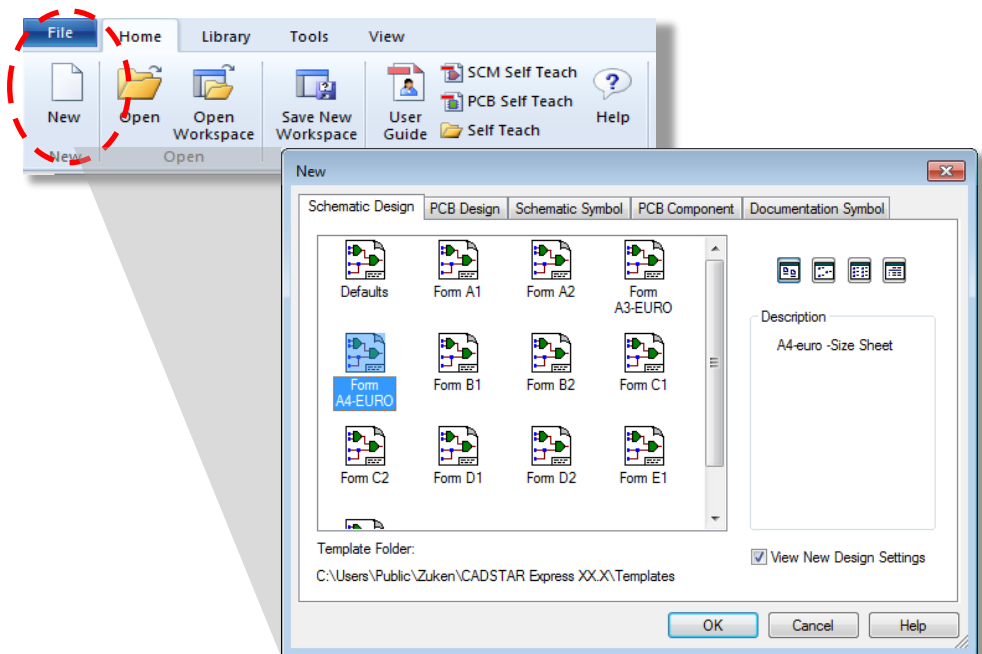 File Home Library Tools View
New Open Open Workspace Save New Workspace User Guide SCM Self Teach
PCB Self Teach
Self Teach
Help
New Open
New
Schematic Design PCB Design Schematic Symbol PCB Component Documentation Symbol
Defaults Form A1 Form A2 Form A3-EURO
Form A4-EURO Form B1 Form B2 Form C1
Form C2 Form D1 Form D2 Form E1
Description
A4-euro -Size Sheet
Template Folder:
C:\Users\Public\Zuken\CADSTAR Express XX.X\Templates
View New Design Settings
OK Cancel Help